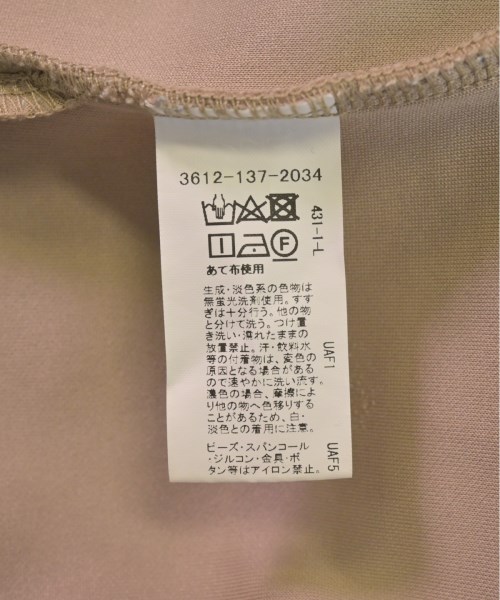 3612-137-2034
431-1-L
F
あて布使用
生成・淡色系の色物は
無蛍光洗剤使用。すす
ぎは十分行う。他の物
と分けて洗う。つけ置
き洗い・濡れたままの
放置禁止。汗・飲料水
等の付着物は、変色の
原因となる場合がある
ので速やかに洗い流す。
濃色の場合、摩擦によ
り他の物へ色移りする
ことがあるため、白・
淡色との着用に注意。
UAF1
ビーズ・スパンコール
・ジルコン・金具・ボ
タン等はアイロン禁止。
UAF5